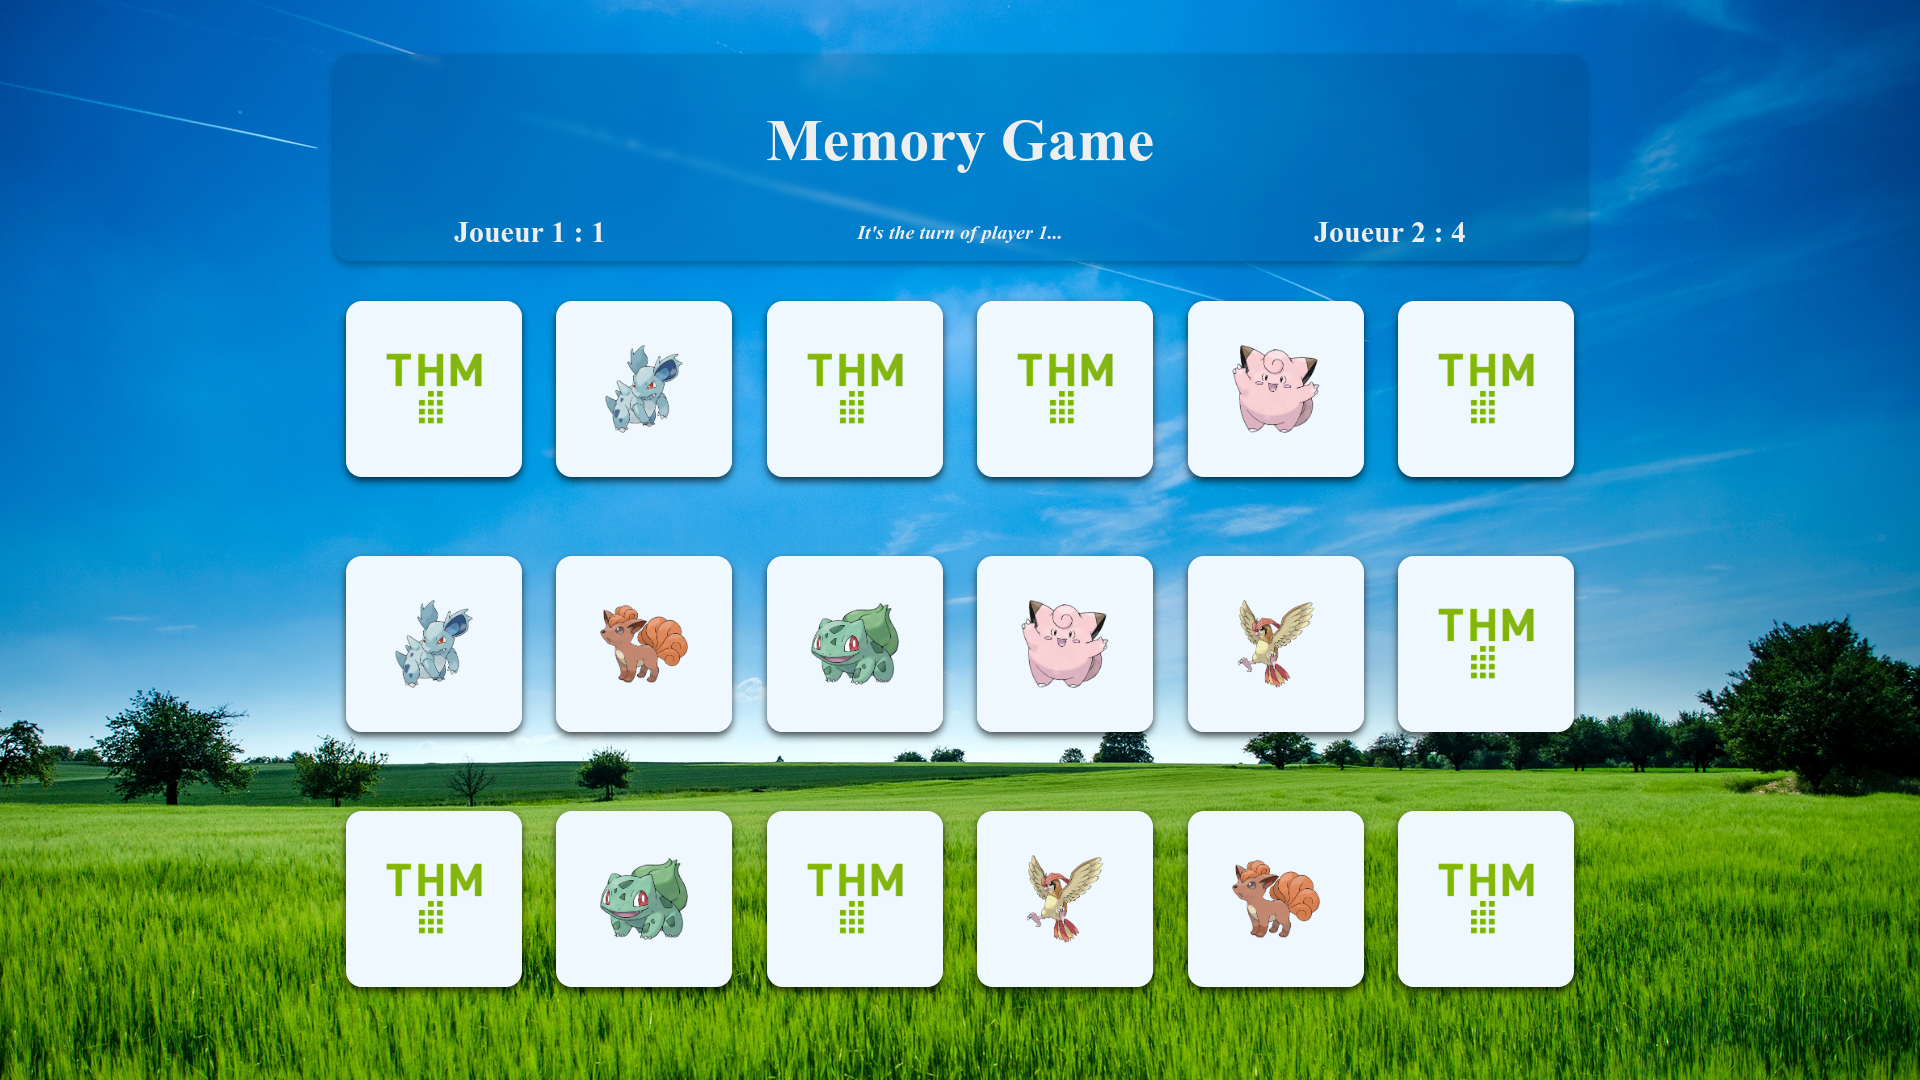 Memory Game
Joueur 1 : 1
It's the turn of player 1...
Joueur 2 : 4
THM
THM
THM
THM
THM
THM
THM
THM